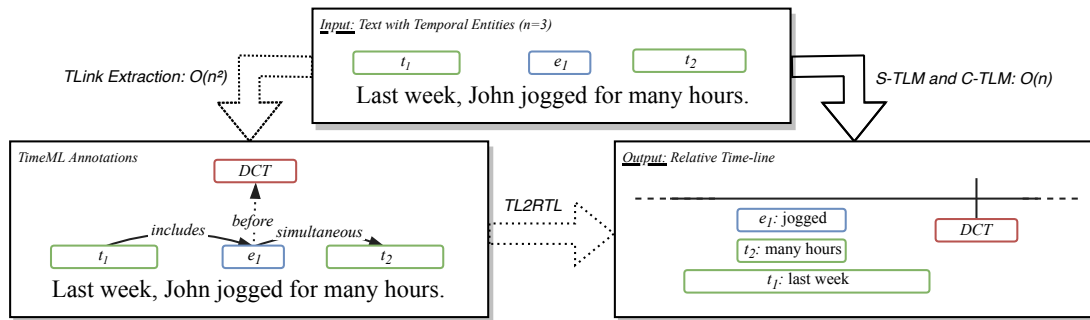 Input: Text with Temporal Entities (n=3)
t1 e1 t2
Last week, John jogged for many hours.
TLink Extraction: O(n²)
S-TLM and C-TLM: O(n)
TimeML Annotations
DCT
includes before simultaneous
t1 e1 t2
Last week, John jogged for many hours.
TL2RTL
Output: Relative Time-line
e1: jogged
DCT
t2: many hours
t1: last week